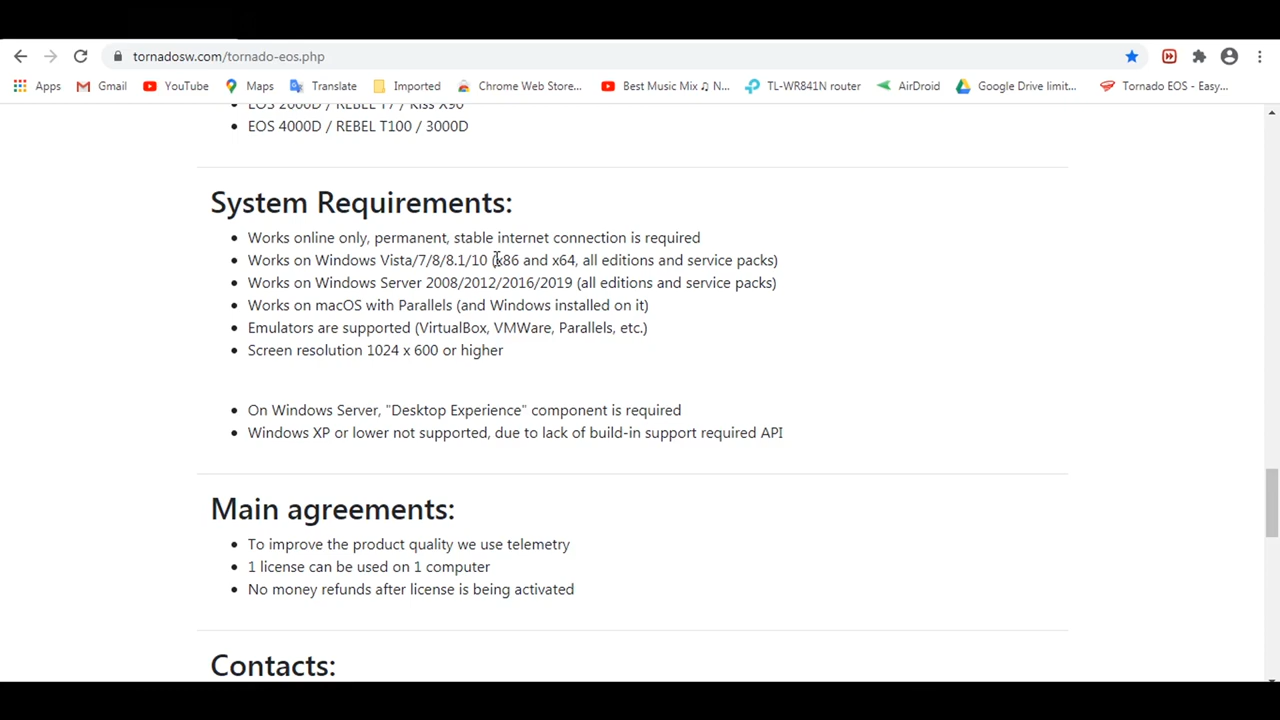 tornadosw.com/tornado-eos.php
Apps Gmail YouTube Maps Translate Imported Chrome Web Store... Best Music Mix ♫ N... TL-WR841N router AirDroid Google Drive limit... Tornado EOS - Easy...
EOS 2000D / REBEL T7 / Kiss X90
EOS 4000D / REBEL T100 / 3000D
System Requirements:
Works online only, permanent, stable internet connection is required
Works on Windows Vista/7/8/8.1/10 (x86 and x64, all editions and service packs)
Works on Windows Server 2008/2012/2016/2019 (all editions and service packs)
Works on macOS with Parallels (and Windows installed on it)
Emulators are supported (VirtualBox, VMWare, Parallels, etc.)
Screen resolution 1024 x 600 or higher
On Windows Server, "Desktop Experience" component is required
Windows XP or lower not supported, due to lack of build-in support required API
Main agreements:
To improve the product quality we use telemetry
1 license can be used on 1 computer
No money refunds after license is being activated
Contacts: